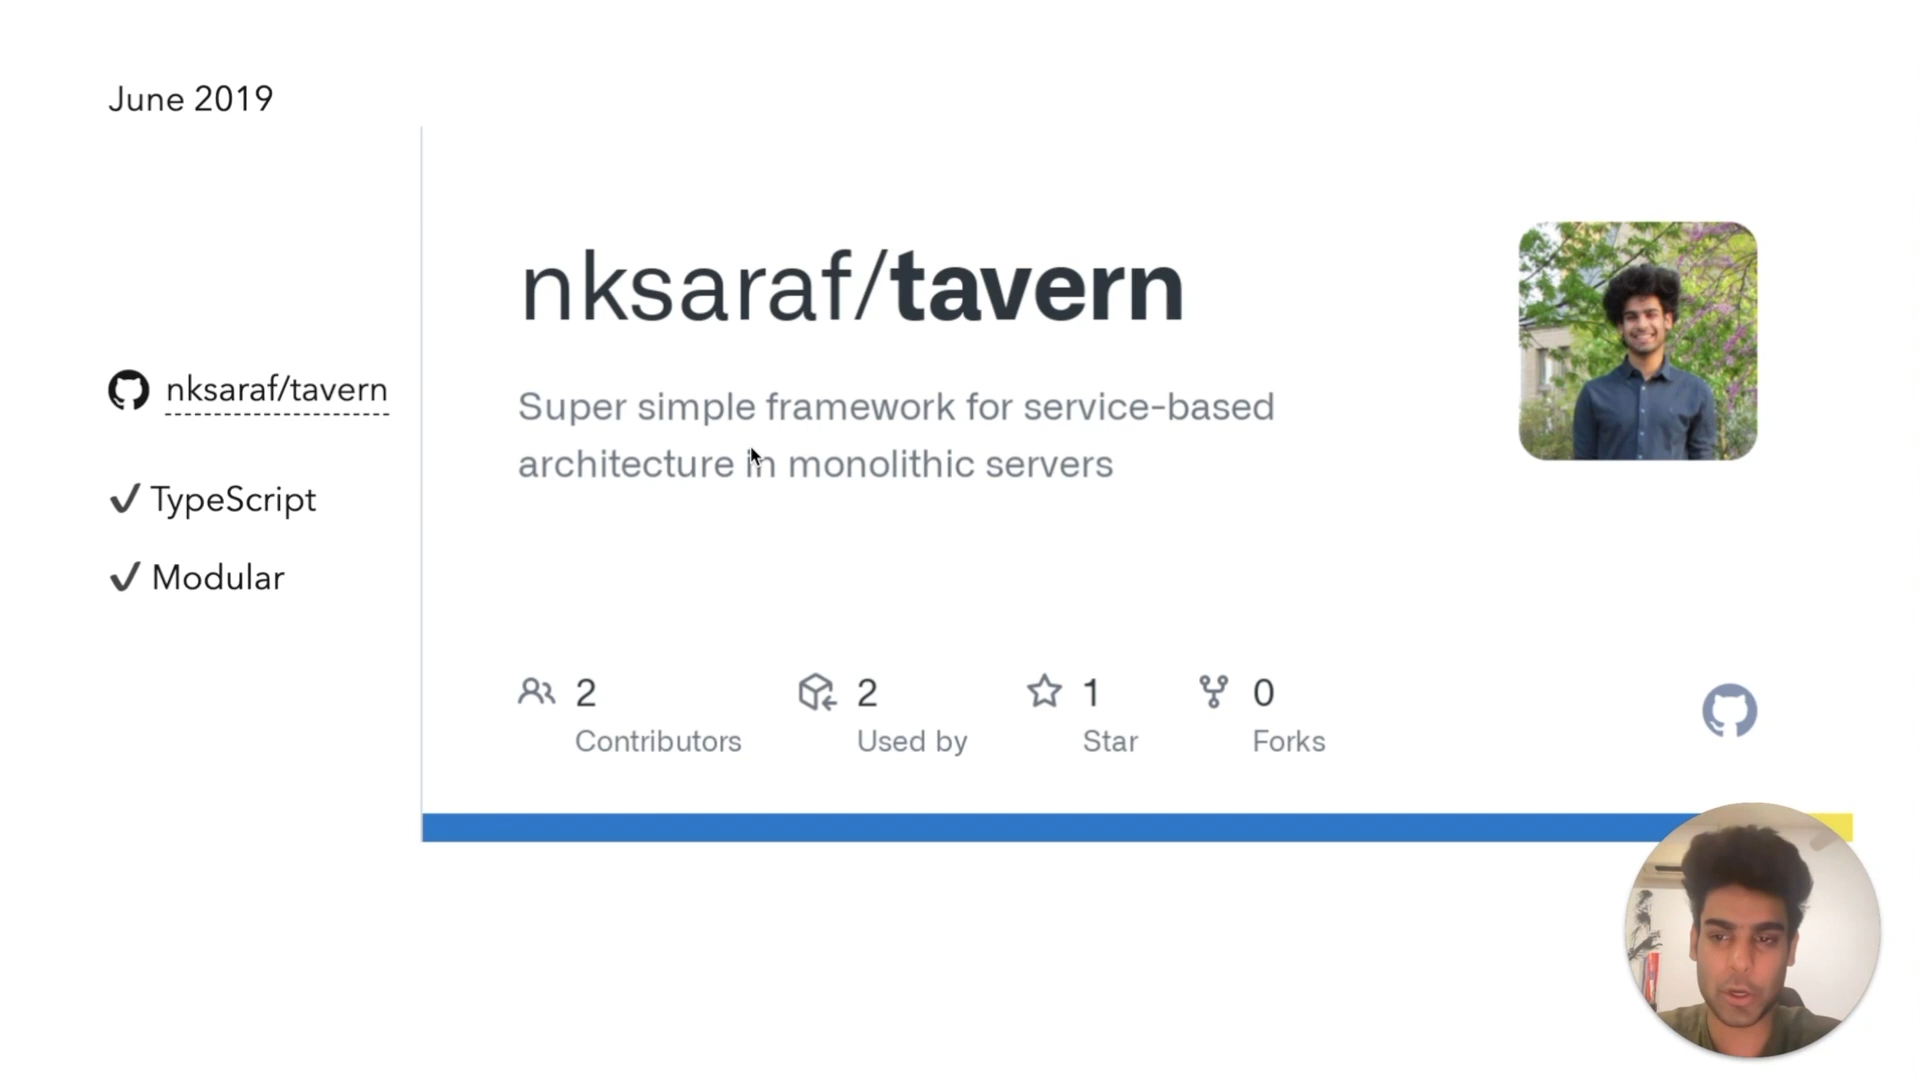 June 2019
nksaraf/tavern
✓ TypeScript
✓ Modular
nksaraf/tavern
Super simple framework for service-based
architecture in monolithic servers
2
Contributors
2
Used by
1
Star
0
Forks